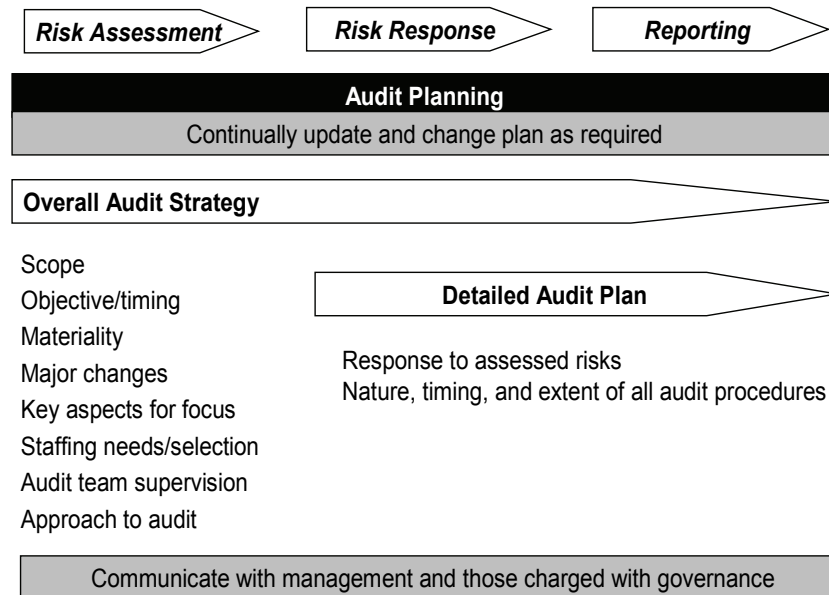 Risk Assessment
Risk Response
Reporting
Audit Planning
Continually update and change plan as required
Overall Audit Strategy
Scope
Objective/timing
Materiality
Major changes
Key aspects for focus
Staffing needs/selection
Audit team supervision
Approach to audit
Detailed Audit Plan
Response to assessed risks
Nature, timing, and extent of all audit procedures
Communicate with management and those charged with governance